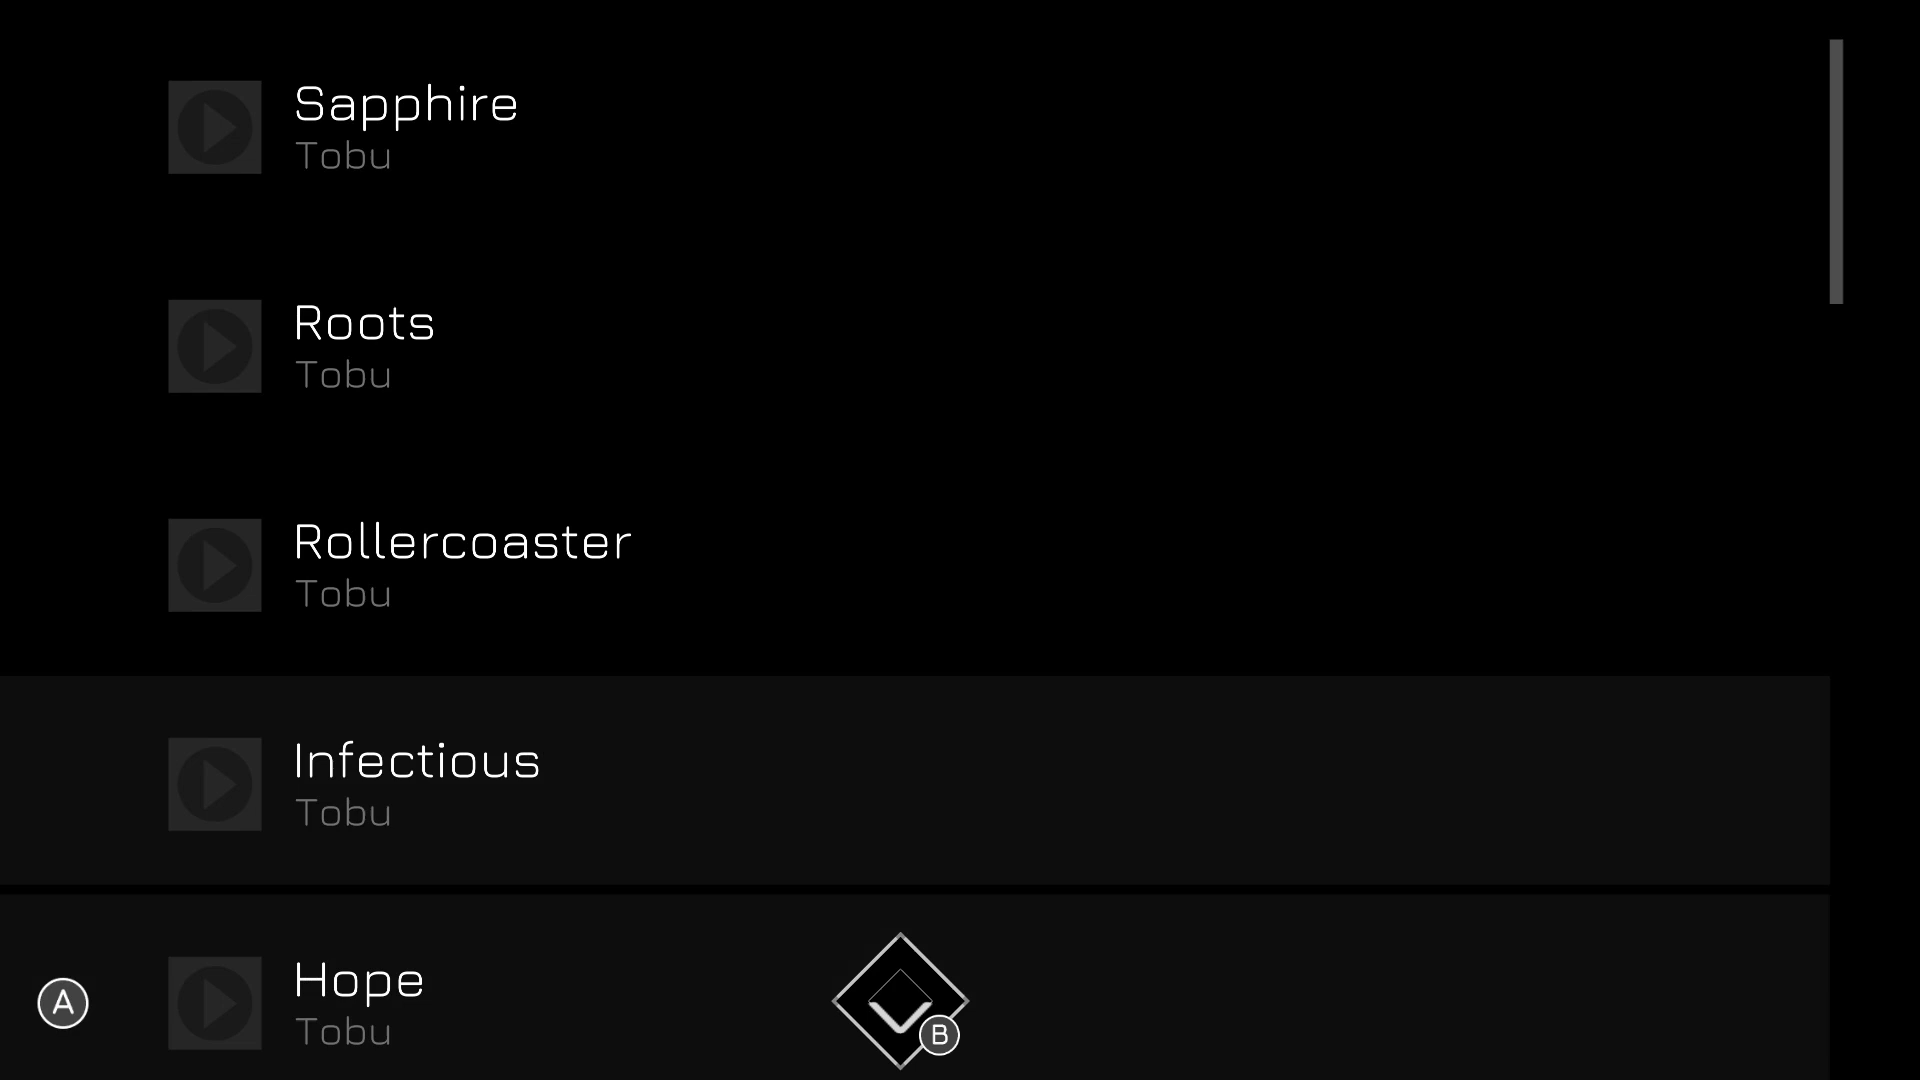 Sapphire
Tobu
Roots
Tobu
Rollercoaster
Tobu
Infectious
Tobu
Hope
Tobu
A
B